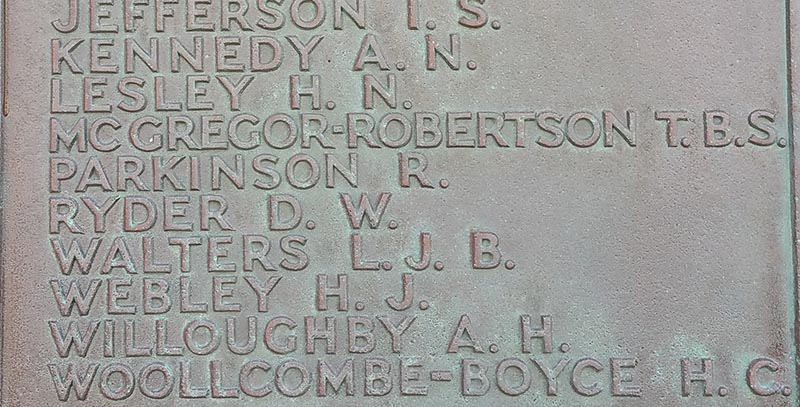 JEFFERSON I. S.
KENNEDY A. N.
LESLEY H. N.
MCGREGOR-ROBERTSON T.B.S.
PARKINSON R.
RYDER D. W.
WALTERS L. J. B.
WEBLEY H. J.
WILLOUGHBY A. H.
WOOLLCOMBE-BOYCE H. C.